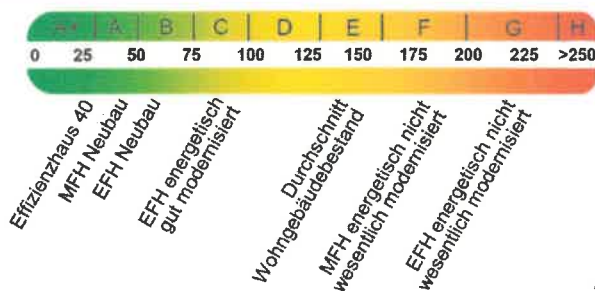 A+ A B C D E F G H
0 25 50 75 100 125 150 175 200 225 >250
Effizienzhaus 40
MFH Neubau
EFH Neubau
EFH energetisch
gut modernisiert
Durchschnitt
Wohngebäudebestand
MFH energetisch nicht
wesentlich modernisiert
EFH energetisch nicht
wesentlich modernisiert